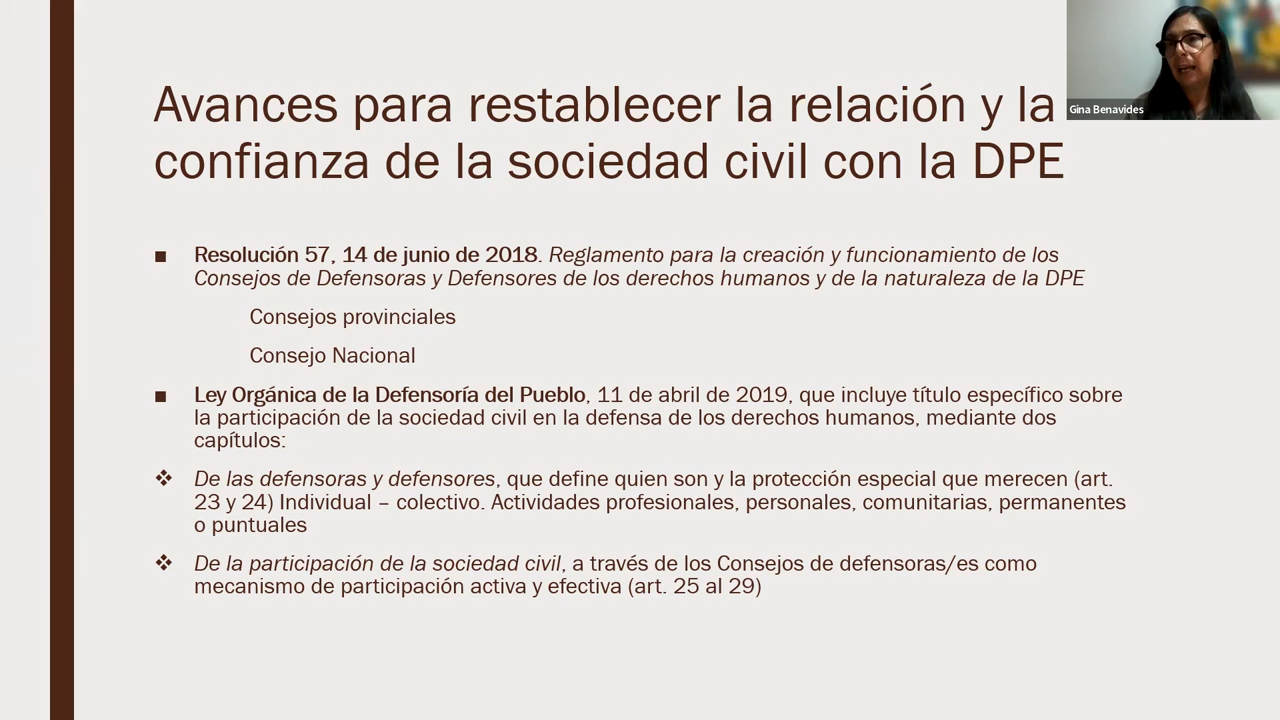 Avances para restablecer la relación y la
confianza de la sociedad civil con la DPE
Gina Benavides
■ Resolución 57, 14 de junio de 2018. Reglamento para la creación y funcionamiento de los
Consejos de Defensoras y Defensores de los derechos humanos y de la naturaleza de la DPE
Consejos provinciales
Consejo Nacional
■ Ley Orgánica de la Defensoría del Pueblo, 11 de abril de 2019, que incluye título específico sobre
la participación de la sociedad civil en la defensa de los derechos humanos, mediante dos
capítulos:
❖ De las defensoras y defensores, que define quien son y la protección especial que merecen (art.
23 y 24) Individual – colectivo. Actividades profesionales, personales, comunitarias, permanentes
o puntuales
❖ De la participación de la sociedad civil, a través de los Consejos de defensoras/es como
mecanismo de participación activa y efectiva (art. 25 al 29)